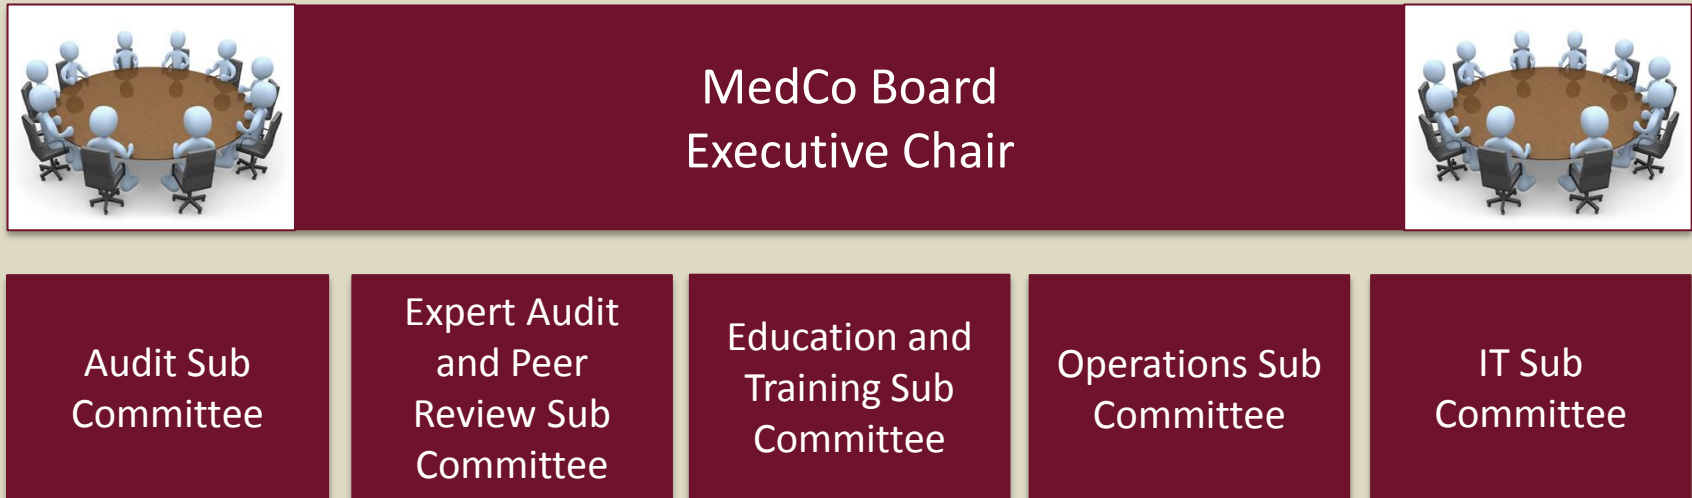 MedCo Board
Executive Chair
Audit Sub
Committee
Expert Audit
and Peer
Review Sub
Committee
Education and
Training Sub
Committee
Operations Sub
Committee
IT Sub
Committee